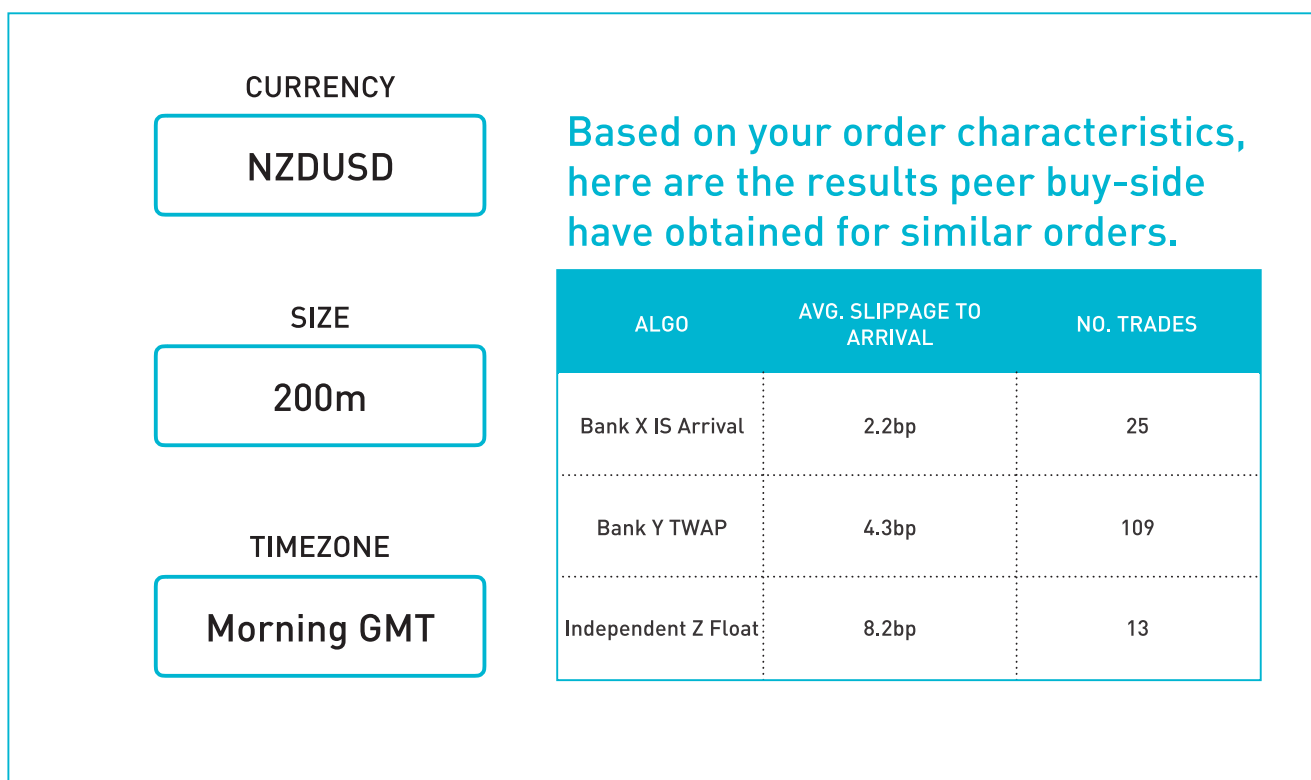 CURRENCY
NZDUSD
SIZE
200m
TIMEZONE
Morning GMT
Based on your order characteristics,
here are the results peer buy-side
have obtained for similar orders.
ALGO
AVG. SLIPPAGE TO
ARRIVAL
NO. TRADES
Bank X IS Arrival 2.2bp 25
Bank Y TWAP 4.3bp 109
Independent Z Float 8.2bp 13